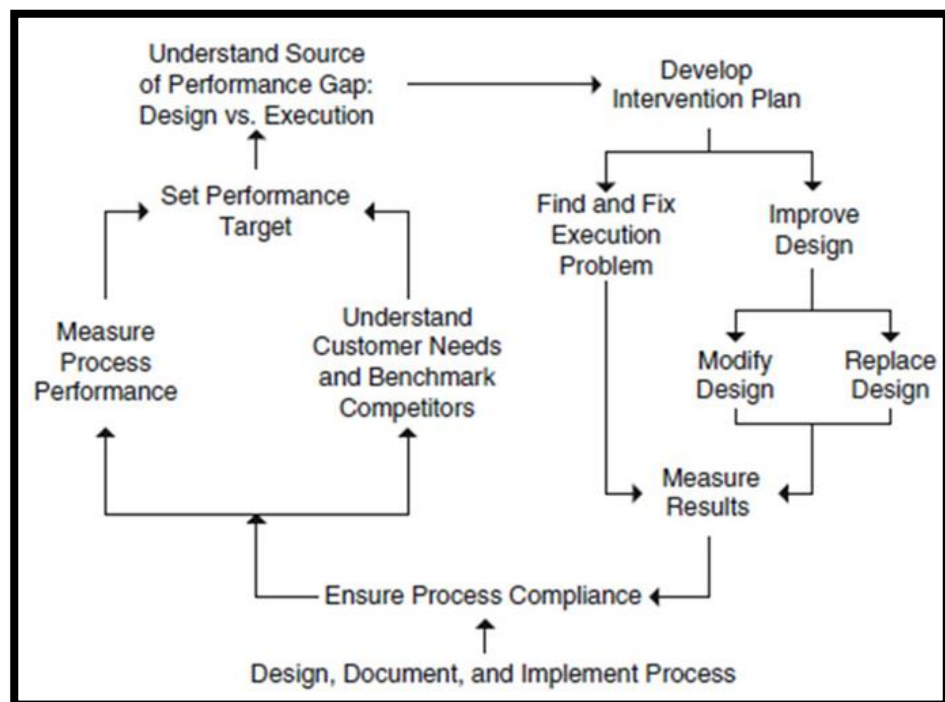 Understand Source
of Performance Gap:
Design vs. Execution
Develop
Intervention Plan
Set Performance
Target
Find and Fix
Execution
Problem
Improve
Design
Measure
Process
Performance
Understand
Customer Needs
and Benchmark
Competitors
Modify
Design
Replace
Design
Measure
Results
Ensure Process Compliance
Design, Document, and Implement Process